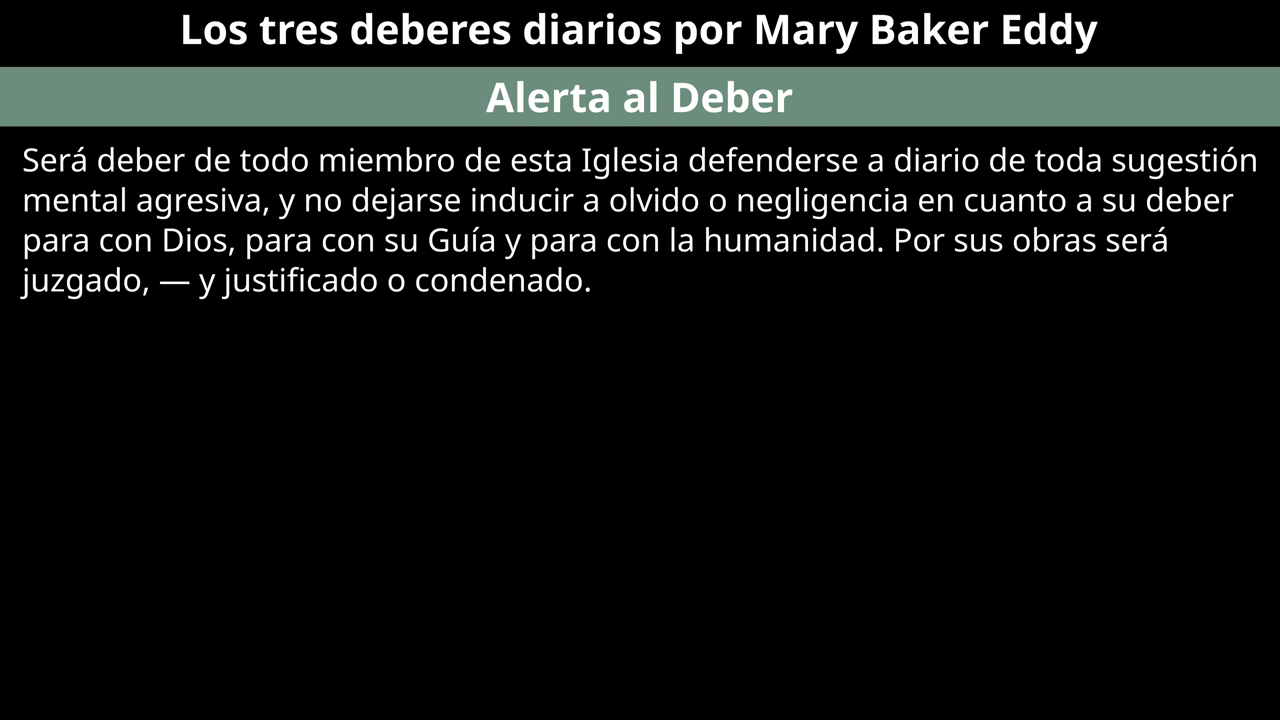 Los tres deberes diarios por Mary Baker Eddy
Alerta al Deber
Será deber de todo miembro de esta Iglesia defenderse a diario de toda sugestión
mental agresiva, y no dejarse inducir a olvido o negligencia en cuanto a su deber
para con Dios, para con su Guía y para con la humanidad. Por sus obras será
juzgado, — y justificado o condenado.